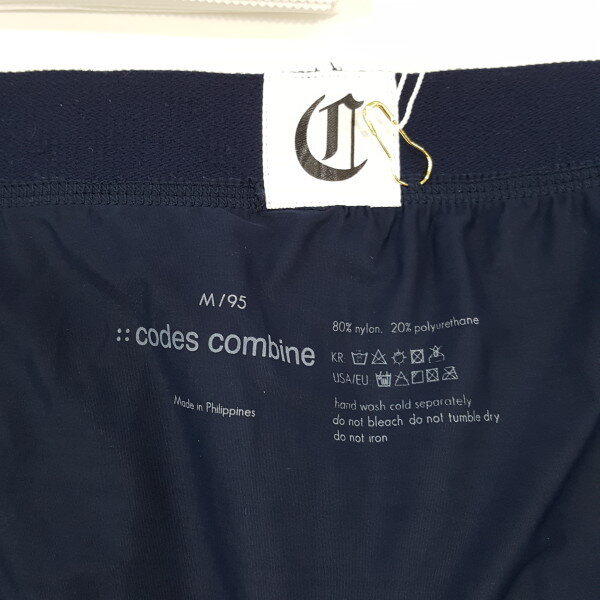 C
M/95
:: codes combine
Made in Philippines
80% nylon. 20% polyurethane
KR
USA/EU
hand wash cold separately
do not bleach do not tumble dry
do not iron